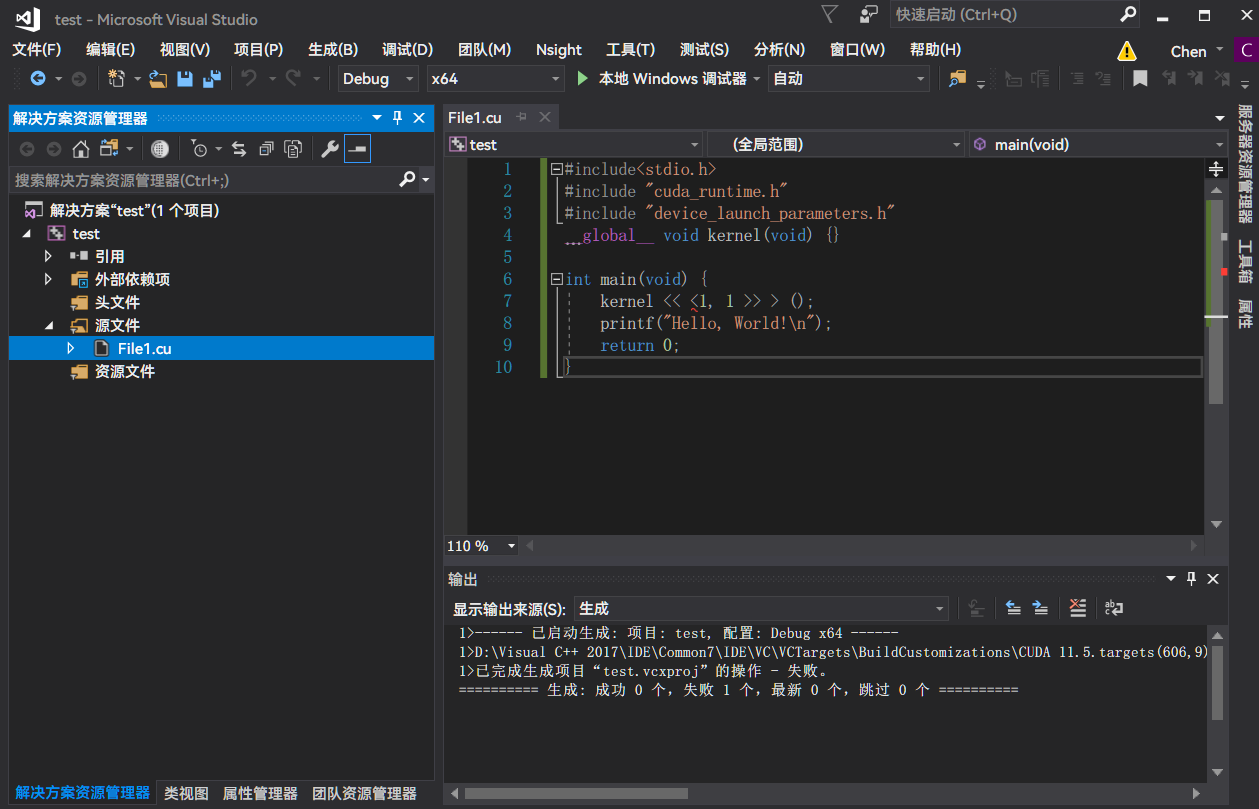 test - Microsoft Visual Studio
快速启动 (Ctrl+Q)
文件(F) 编辑(E) 视图(V) 项目(P) 生成(B) 调试(D) 团队(M) Nsight 工具(T) 测试(S) 分析(N) 窗口(W) 帮助(H) Chen C
Debug x64 本地 Windows 调试器 自动
解决方案资源管理器
搜索解决方案资源管理器(Ctrl+;)
解决方案“test”(1 个项目)
test
引用
外部依赖项
头文件
源文件
File1.cu
资源文件
解决方案资源管理器 类视图 属性管理器 团队资源管理器
File1.cu
test (全局范围) main(void)
1 #include<stdio.h>
2 #include "cuda_runtime.h"
3 #include "device_launch_parameters.h"
4 __global__ void kernel(void) {}
5
6 int main(void) {
7 kernel << <1, 1 >> > ();
8 printf("Hello, World!\n");
9 return 0;
10 }
110 %
输出
显示输出来源(S): 生成
1>------ 已启动生成: 项目: test, 配置: Debug x64 ------
1>D:\Visual C++ 2017\IDE\Common7\IDE\VC\VCTargets\BuildCustomizations\CUDA 11.5.targets(606,9)
1>已完成生成项目“test.vcxproj”的操作 - 失败。
========== 生成: 成功 0 个，失败 1 个，最新 0 个，跳过 0 个 ==========
服务器资源管理器
工具箱
属性